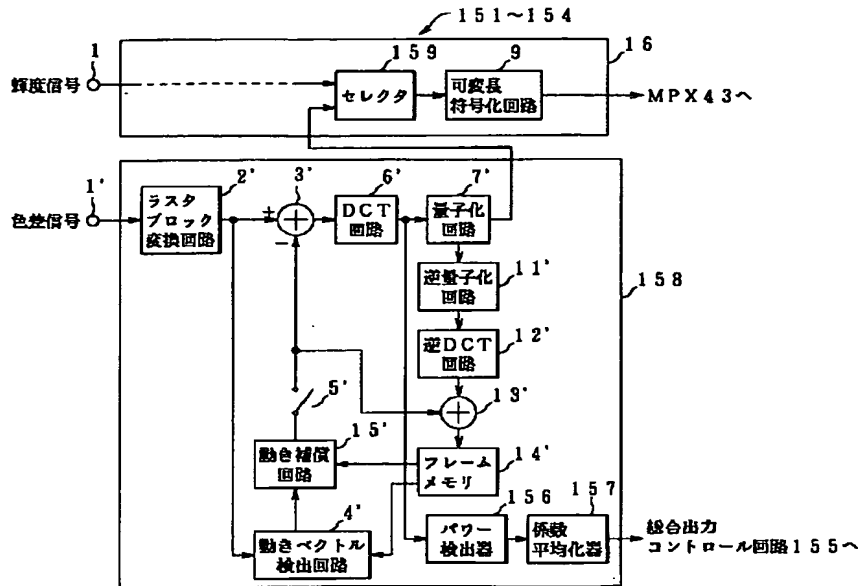 151~154
1
159
9
16
輝度信号
セレクタ
可変長
符号化回路
MPX43へ
1'
2'
3'
6'
7'
色差信号
ラスタ
ブロック
変換回路
+
−
DCT
回路
量子化
回路
11'
逆量子化
回路
158
12'
逆DCT
回路
5'
13'
15'
動き補償
回路
14'
フレーム
メモリ
156
157
4'
動きベクトル
検出回路
パワー
検出器
係数
平均化器
総合出力
コントロール回路155へ